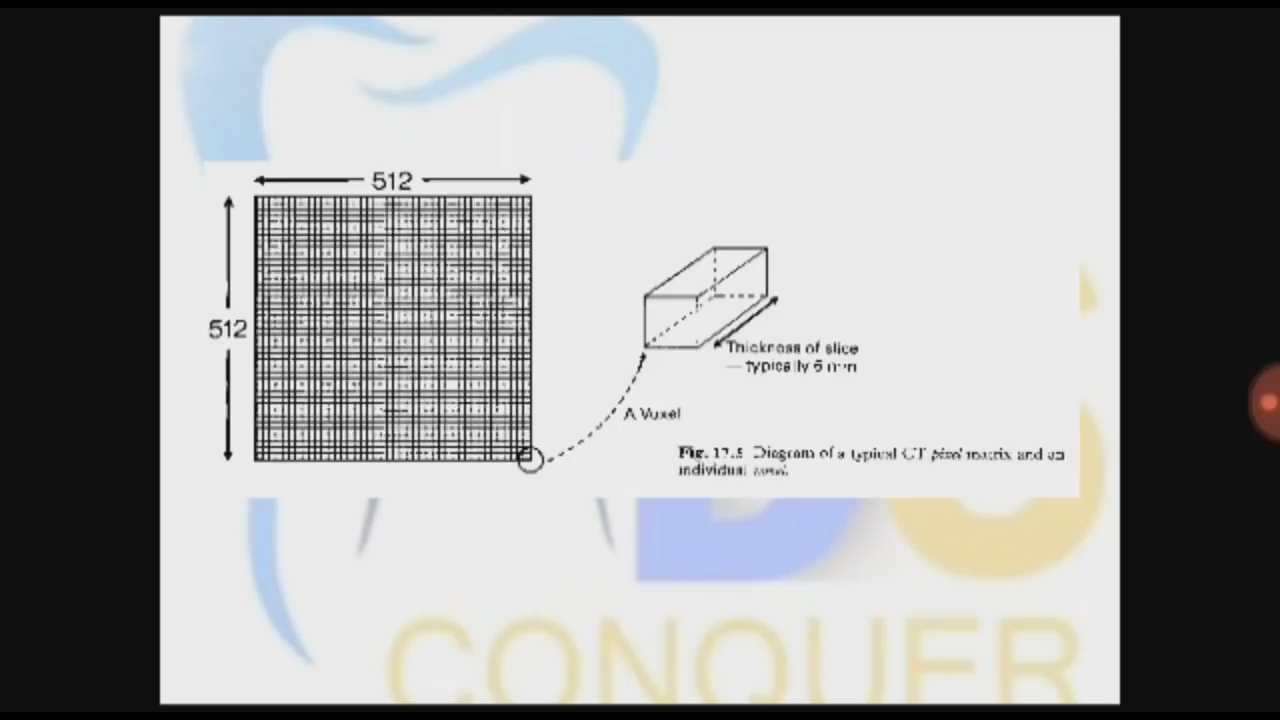 512
512
Thickness of slice
— typically 6 mm
A Voxel
Fig. 17.5 Diagram of a typical CT pixel matrix and an
individual voxel.
CONQUER